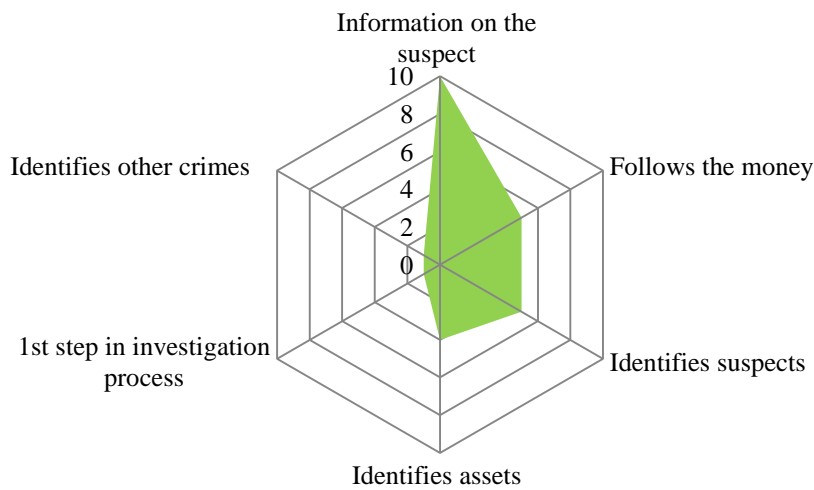 Information on the
suspect
10
8
6
4
2
0
Follows the money
Identifies suspects
Identifies assets
1st step in investigation
process
Identifies other crimes